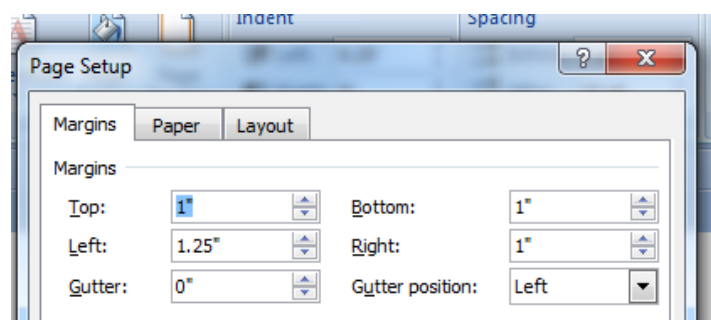 Indent Spacing
Page Setup
?
Margins Paper Layout
Margins
Top: 1" Bottom: 1"
Left: 1.25" Right: 1"
Gutter: 0" Gutter position: Left